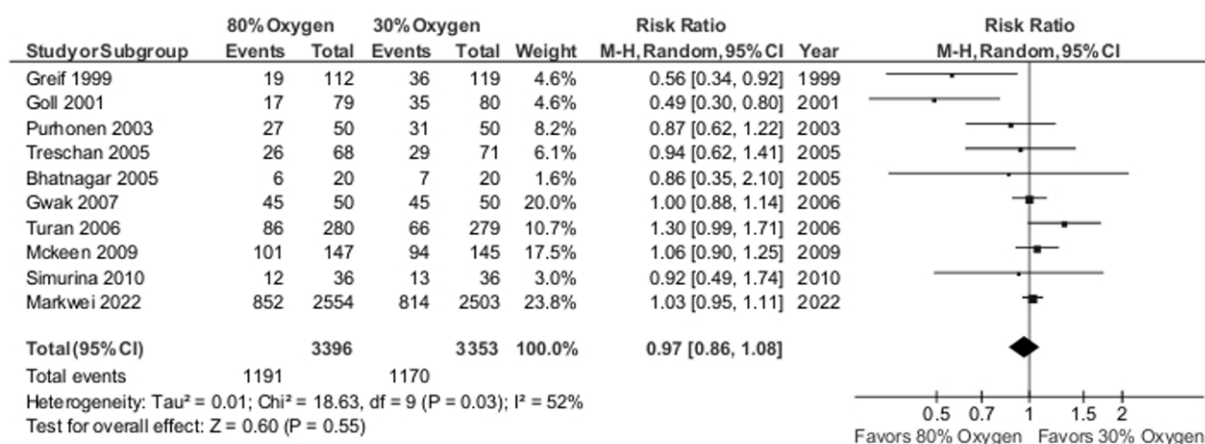 80% Oxygen 30% Oxygen Risk Ratio Risk Ratio
Study or Subgroup Events Total Events Total Weight M-H, Random, 95% CI Year M-H, Random, 95% CI
Greif 1999 19 112 36 119 4.6% 0.56 [0.34, 0.92] 1999
Goll 2001 17 79 35 80 4.6% 0.49 [0.30, 0.80] 2001
Purhonen 2003 27 50 31 50 8.2% 0.87 [0.62, 1.22] 2003
Treschan 2005 26 68 29 71 6.1% 0.94 [0.62, 1.41] 2005
Bhatnagar 2005 6 20 7 20 1.6% 0.86 [0.35, 2.10] 2005
Gwak 2007 45 50 45 50 20.0% 1.00 [0.88, 1.14] 2006
Turan 2006 86 280 66 279 10.7% 1.30 [0.99, 1.71] 2006
Mckeen 2009 101 147 94 145 17.5% 1.06 [0.90, 1.25] 2009
Simurina 2010 12 36 13 36 3.0% 0.92 [0.49, 1.74] 2010
Markwei 2022 852 2554 814 2503 23.8% 1.03 [0.95, 1.11] 2022
Total (95% CI) 3396 3353 100.0% 0.97 [0.86, 1.08]
Total events 1191 1170
Heterogeneity: Tau² = 0.01; Chi² = 18.63, df = 9 (P = 0.03); I² = 52%
Test for overall effect: Z = 0.60 (P = 0.55)
0.5 0.7 1 1.5 2
Favors 80% Oxygen Favors 30% Oxygen